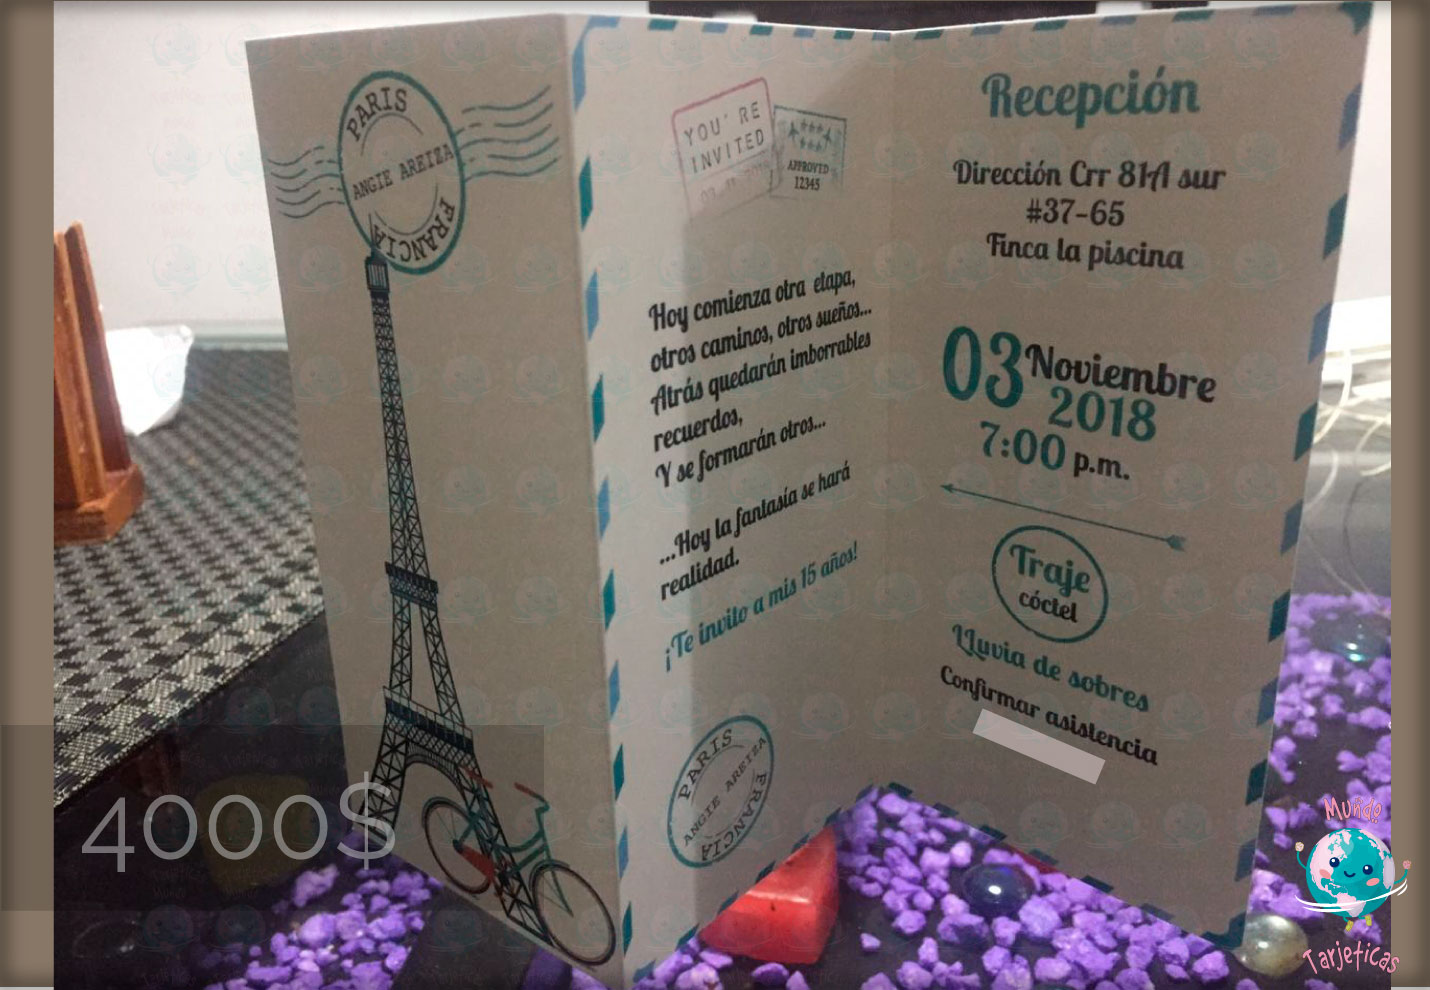 PARIS
ANGIE AREIZA
FRANCIA
YOU'RE
INVITED
APPROVED
12345
Hoy comienza otra etapa,
otros caminos, otros sueños...
Atrás quedarán imborrables
recuerdos,
Y se formarán otros...
...Hoy la fantasía se hará
realidad.
¡Te invito a mis 15 años!
PARIS
ANGIE AREIZA
FRANCIA
Recepción
Dirección Crr 81A sur
#37-65
Finca la piscina
03 Noviembre
2018
7:00 p.m.
Traje
cóctel
LLuvia de sobres
Confirmar asistencia
4000$
Mundo
Tarjeticas